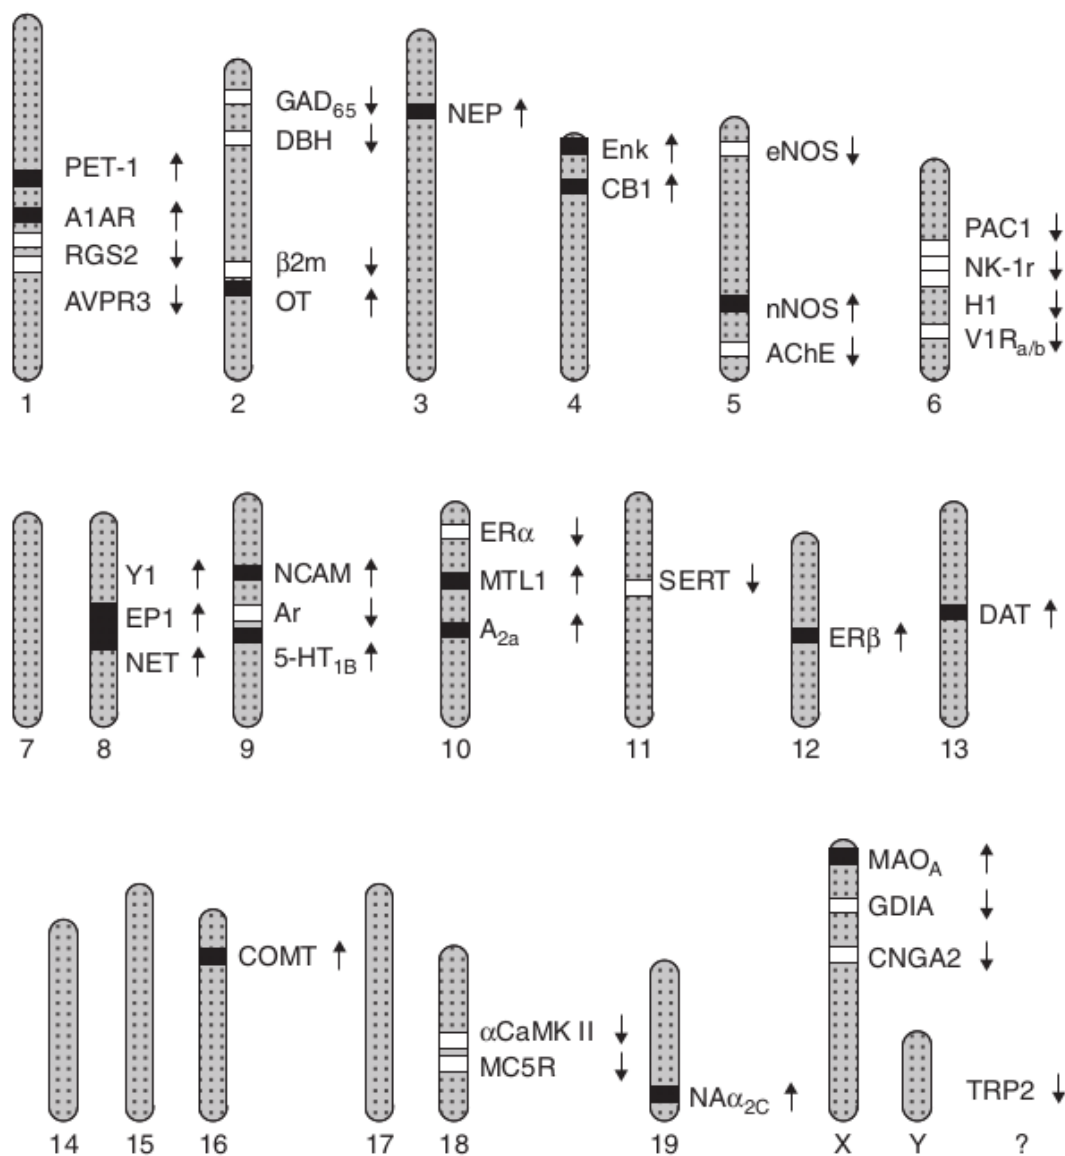 PET-1 ↑
A1AR ↑
RGS2 ↓
AVPR3 ↓
1
GAD65 ↓
DBH ↓
β2m ↓
OT ↑
2
NEP ↑
3
Enk ↑
CB1 ↑
4
eNOS ↓
nNOS ↑
AChE ↓
5
PAC1 ↓
NK-1r ↓
H1 ↓
V1Ra/b ↓
6
7
Y1 ↑
EP1 ↑
NET ↑
8
NCAM ↑
Ar ↓
5-HT1B ↑
9
ERα ↓
MTL1 ↑
A2a ↑
10
SERT ↓
11
ERβ ↑
12
DAT ↑
13
14
15
COMT ↑
16
17
αCaMK II ↓
MC5R ↓
18
NAα2C ↑
19
MAOA ↑
GDIA ↓
CNGA2 ↓
X
Y
TRP2 ↓
?